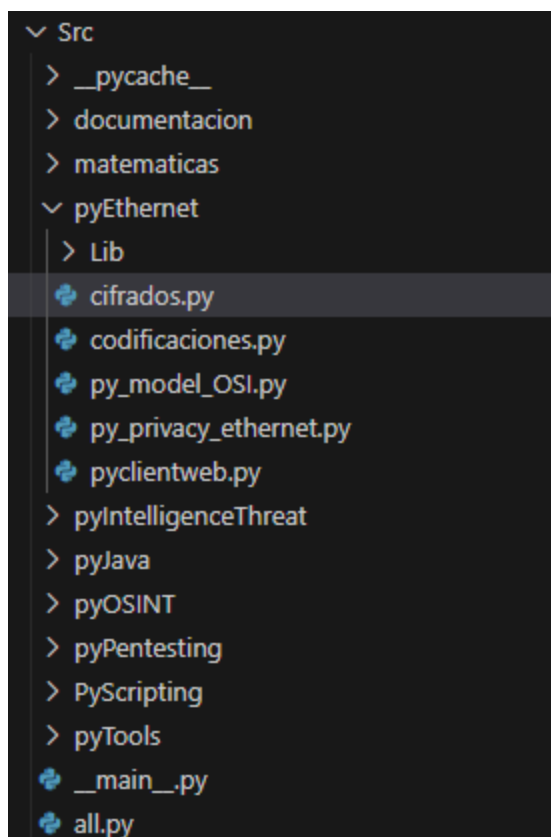 Src
__pycache__
documentacion
matematicas
pyEthernet
Lib
cifrados.py
codificaciones.py
py_model_OSI.py
py_privacy_ethernet.py
pyclientweb.py
pyIntelligenceThreat
pyJava
pyOSINT
pyPentesting
PyScripting
pyTools
__main__.py
all.py